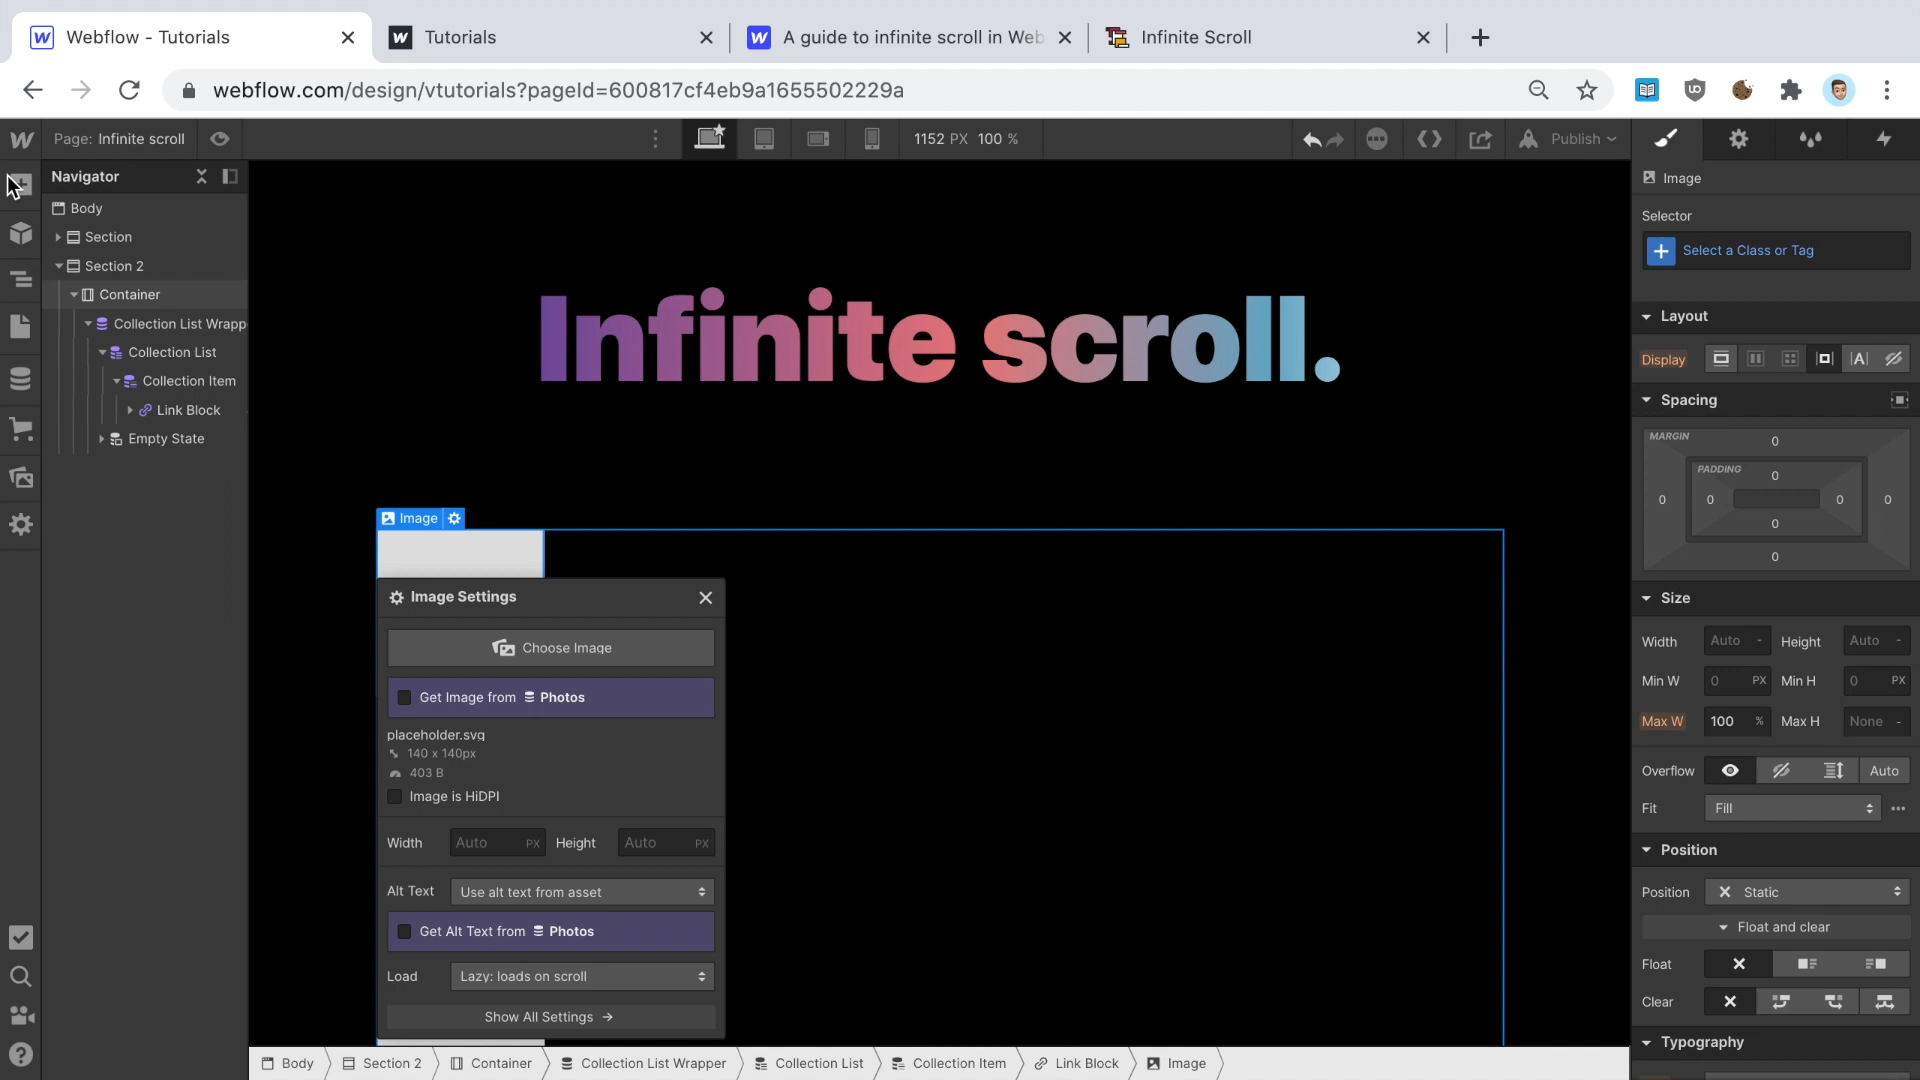 Webflow - Tutorials
Tutorials
A guide to infinite scroll in Web
Infinite Scroll
webflow.com/design/vtutorials?pageId=600817cf4eb9a1655502229a
Page: Infinite scroll
1152 PX 100 %
Publish
Navigator
Body
Section
Section 2
Container
Collection List Wrapp
Collection List
Collection Item
Link Block
Empty State
Infinite scroll.
Image
Image Settings
Choose Image
Get Image from Photos
placeholder.svg
140 x 140px
403 B
Image is HiDPI
Width Auto PX Height Auto PX
Alt Text Use alt text from asset
Get Alt Text from Photos
Load Lazy: loads on scroll
Show All Settings →
Body Section 2 Container Collection List Wrapper Collection List Collection Item Link Block Image
Image
Selector
Select a Class or Tag
Layout
Display
Spacing
MARGIN
0
PADDING
0
0 0 0 0
0
0
Size
Width Auto - Height Auto -
Min W 0 PX Min H 0 PX
Max W 100 % Max H None -
Overflow Auto
Fit Fill
Position
Position Static
Float and clear
Float
Clear
Typography